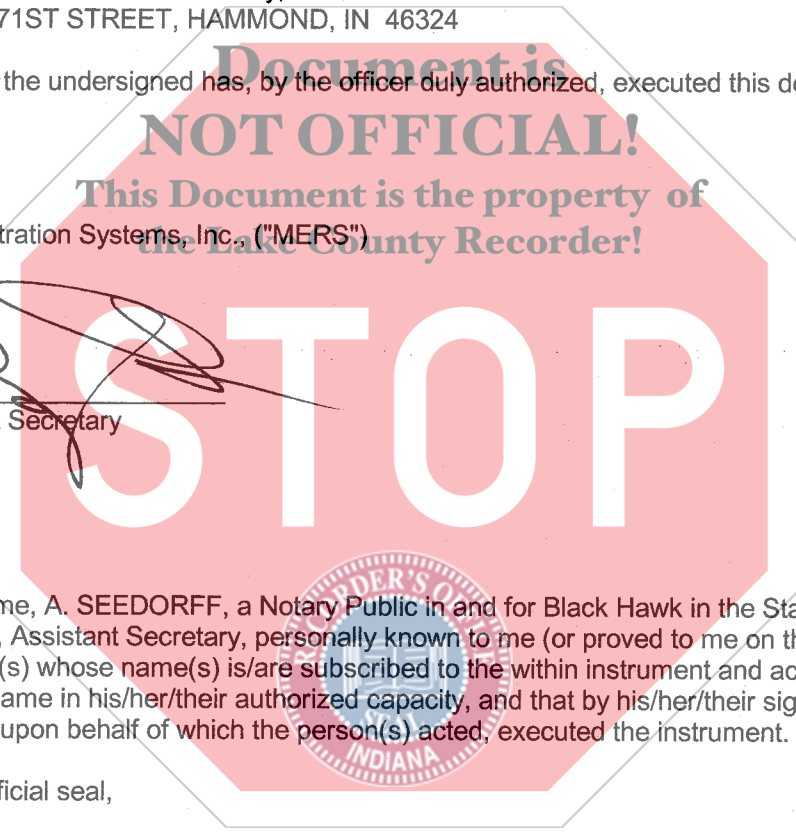 71ST STREET, HAMMOND, IN 46324
Document is
the undersigned has, by the officer duly authorized, executed this de
NOT OFFICIAL!
This Document is the property of
tration Systems, Inc., ("MERS")
the Lake County Recorder!
STOP
Secretary
RECORDER'S OFFICE
me, A. SEEDORFF, a Notary Public in and for Black Hawk in the Sta
, Assistant Secretary, personally known to me (or proved to me on th
(s) whose name(s) is/are subscribed to the within instrument and ac
ame in his/her/their authorized capacity, and that by his/her/their sig
SEAL
upon behalf of which the person(s) acted, executed the instrument.
INDIANA
ficial seal,